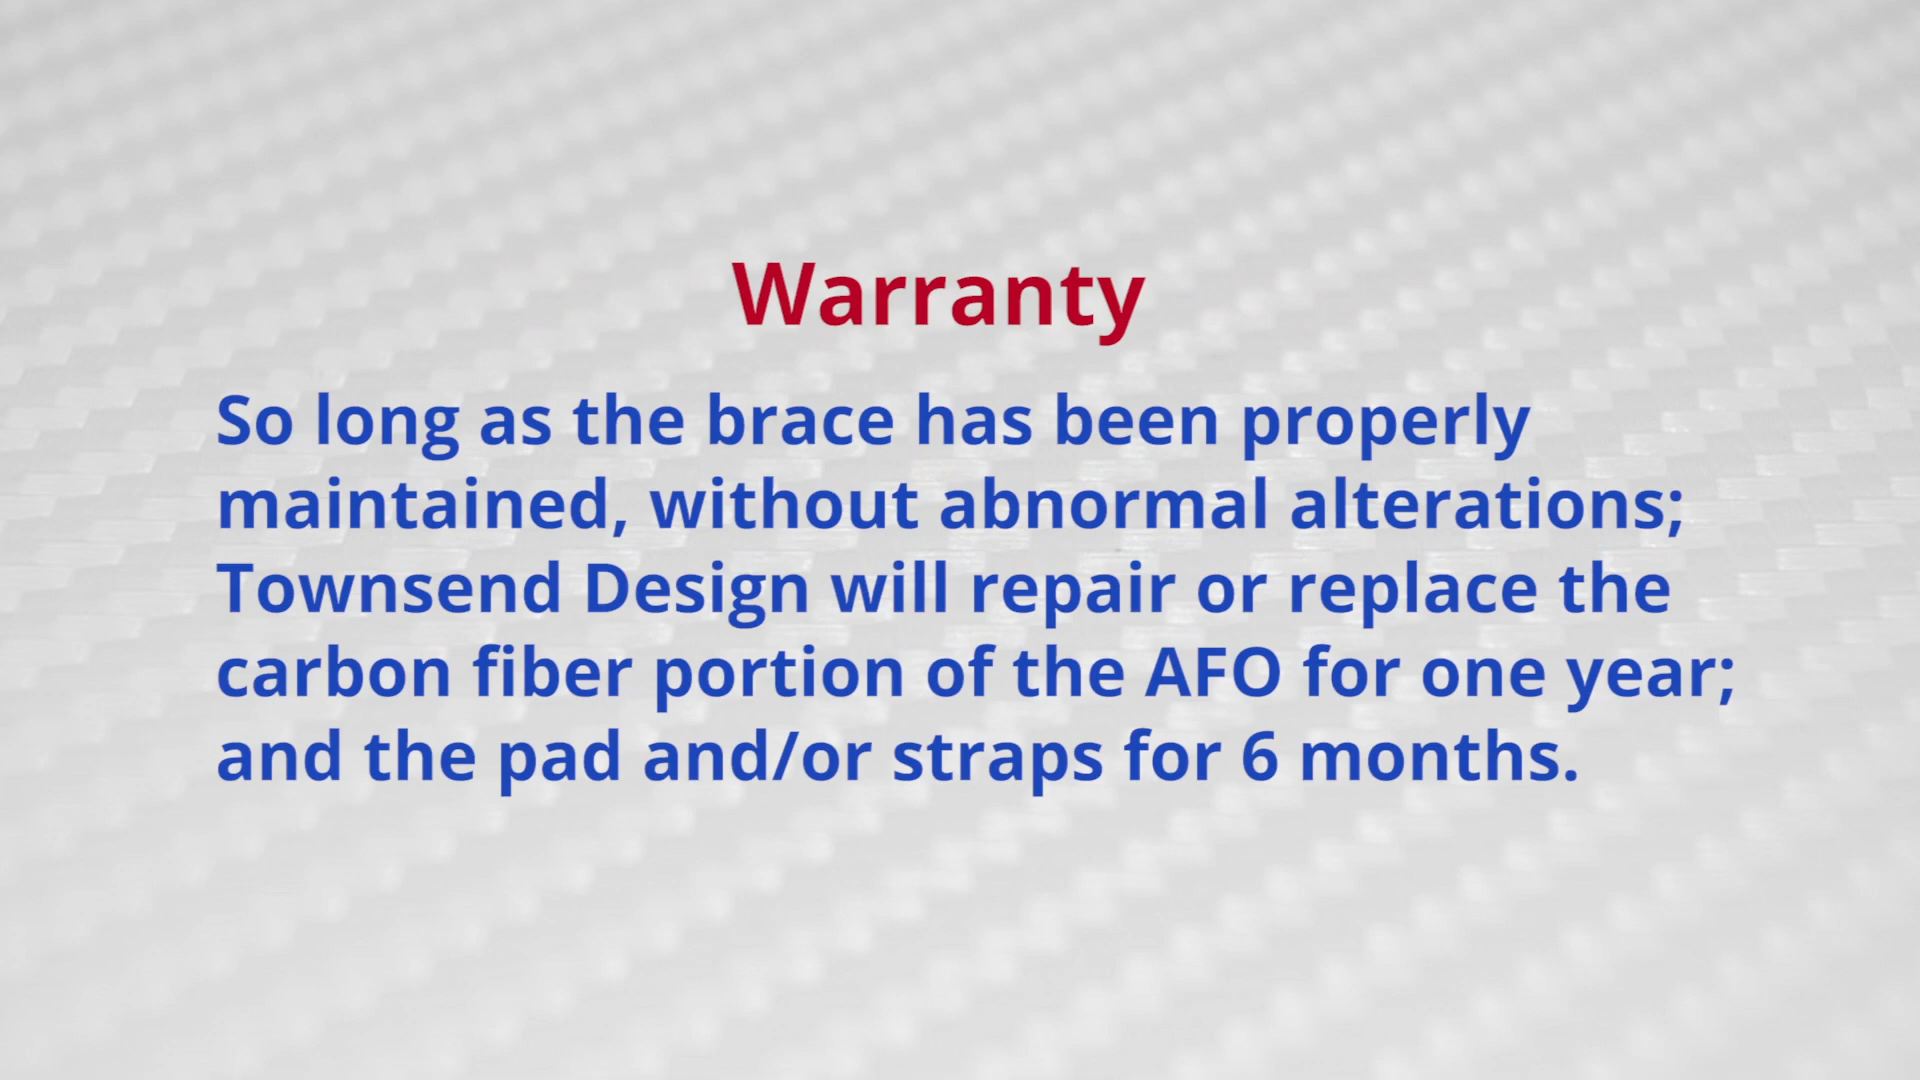 Warranty
So long as the brace has been properly
maintained, without abnormal alterations;
Townsend Design will repair or replace the
carbon fiber portion of the AFO for one year;
and the pad and/or straps for 6 months.